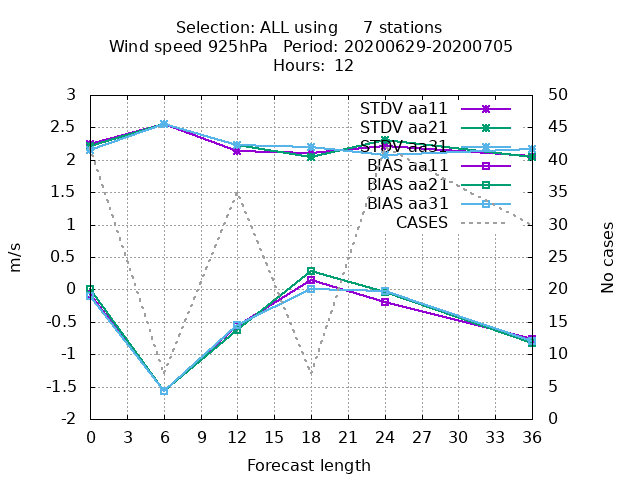 Selection: ALL using     7 stations
Wind speed 925hPa   Period: 20200629-20200705
Hours: 12
3
2.5
2
1.5
1
0.5
0
-0.5
-1
-1.5
-2
m/s
50
45
40
35
30
25
20
15
10
5
0
No cases
STDV aa11
STDV aa21
STDV aa31
BIAS aa11
BIAS aa21
BIAS aa31
CASES
0 3 6 9 12 15 18 21 24 27 30 33 36
Forecast length